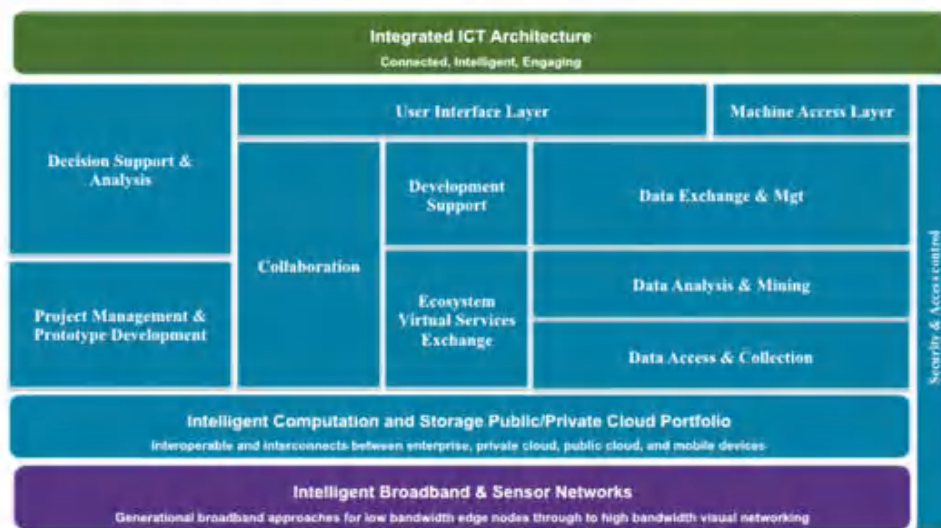 Integrated ICT Architecture
Connected, Intelligent, Engaging
User Interface Layer
Machine Access Layer
Decision Support &
Analysis
Development
Support
Data Exchange & Mgt
Collaboration
Data Analysis & Mining
Project Management &
Prototype Development
Ecosystem
Virtual Services
Exchange
Data Access & Collection
Security & Access control
Intelligent Computation and Storage Public/Private Cloud Portfolio
Interoperable and interconnects between enterprise, private cloud, public cloud, and mobile devices
Intelligent Broadband & Sensor Networks
Generational broadband approaches for low bandwidth edge nodes through to high bandwidth visual networking